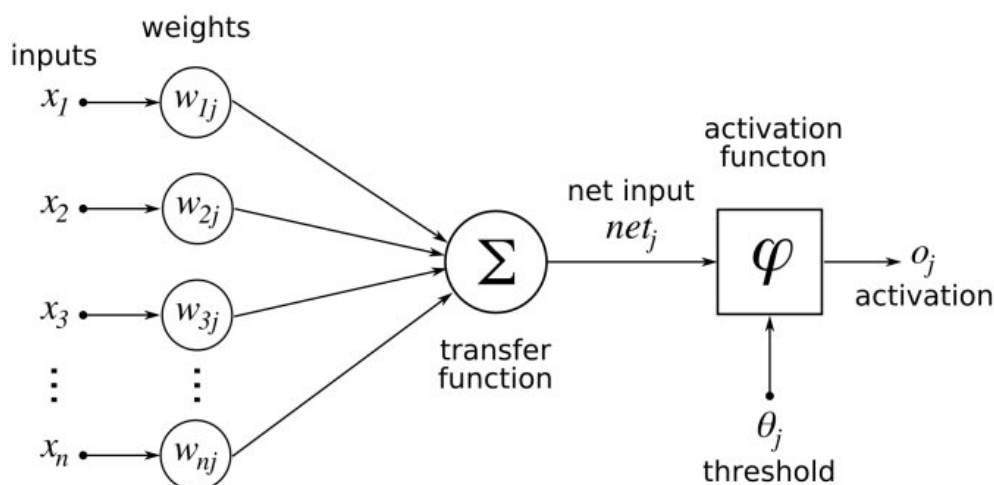 weights
inputs
x1
w1j
x2
w2j
x3
w3j
⋮
⋮
xn
wnj
Σ
transfer
function
net input
netj
activation
functon
φ
oj
activation
θj
threshold